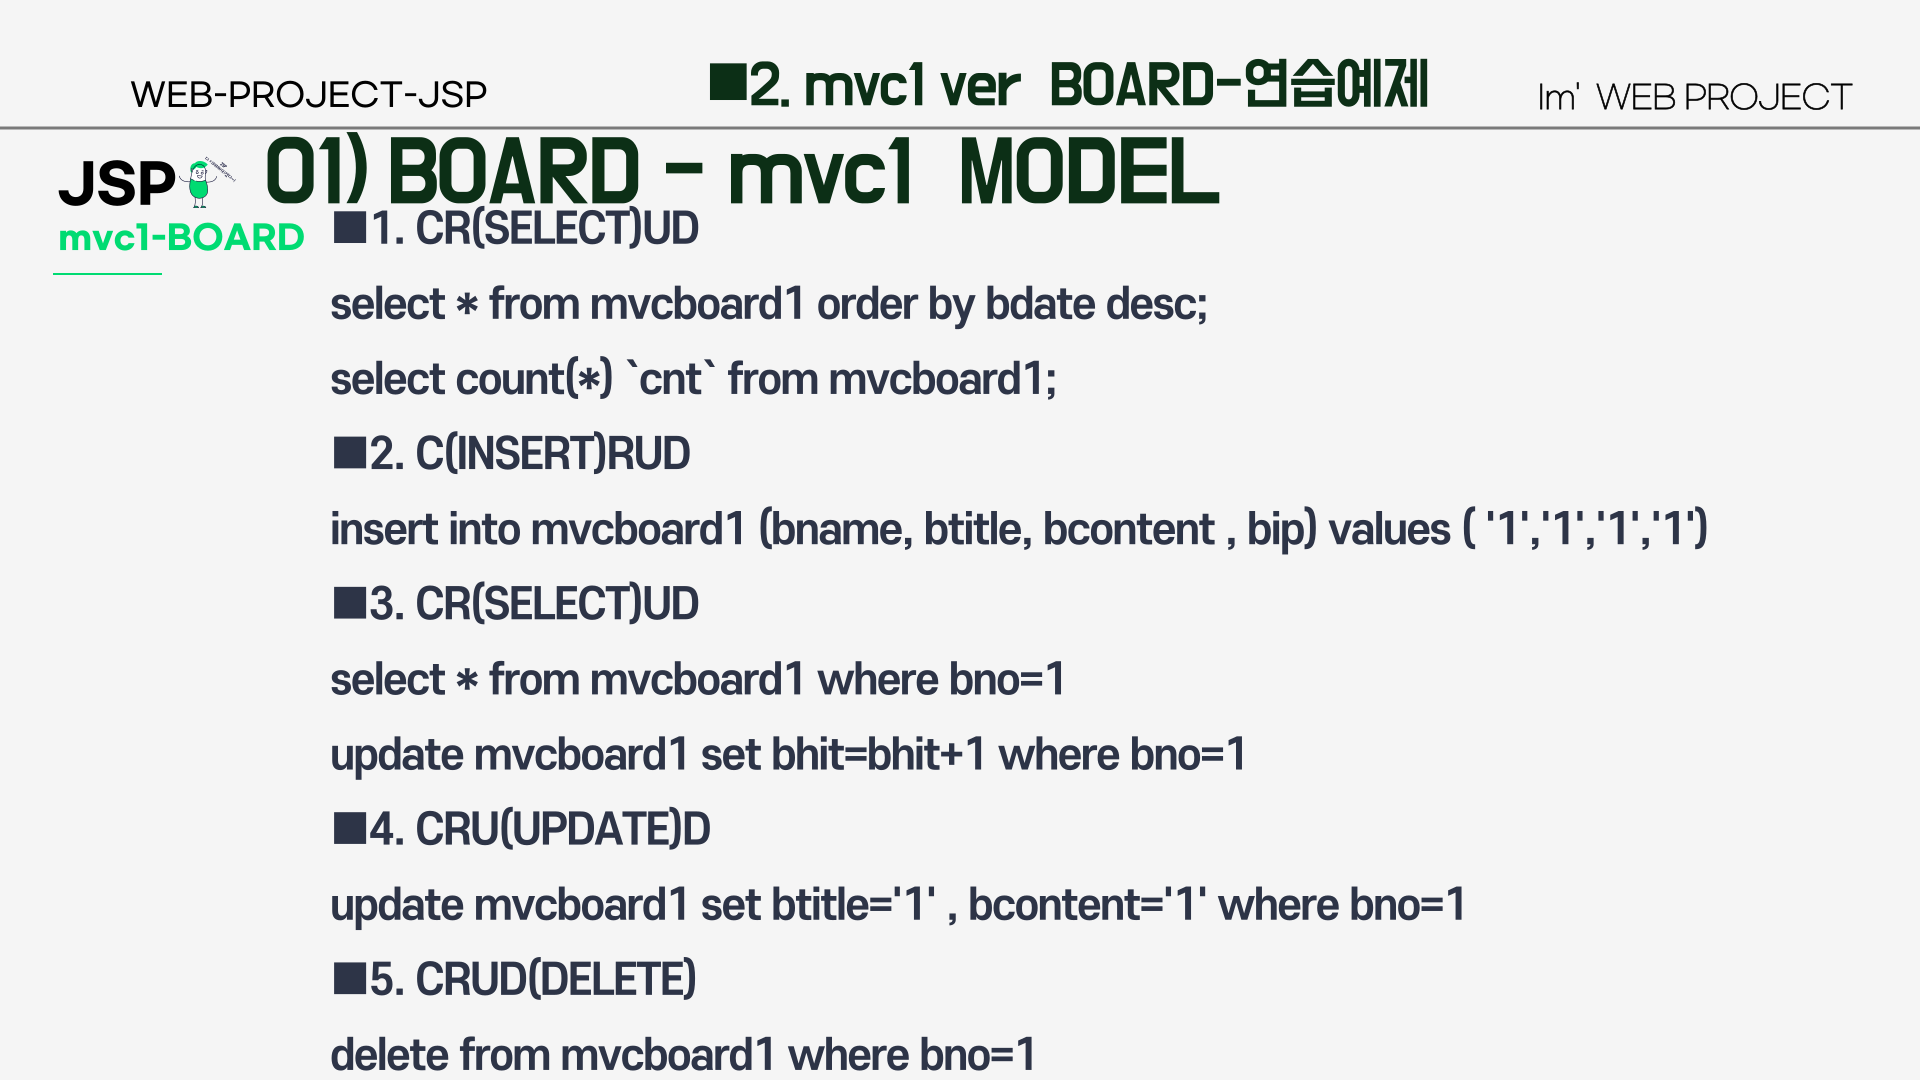 WEB-PROJECT-JSP
■2. mvc1 ver BOARD-연습예제
Im' WEB PROJECT
JSP
mvc1-BOARD
01) BOARD - mvc1 MODEL
■1. CR(SELECT)UD
select * from mvcboard1 order by bdate desc;
select count(*) `cnt` from mvcboard1;
■2. C(INSERT)RUD
insert into mvcboard1 (bname, btitle, bcontent , bip) values ( '1','1','1','1')
■3. CR(SELECT)UD
select * from mvcboard1 where bno=1
update mvcboard1 set bhit=bhit+1 where bno=1
■4. CRU(UPDATE)D
update mvcboard1 set btitle='1' , bcontent='1' where bno=1
■5. CRUD(DELETE)
delete from mvcboard1 where bno=1